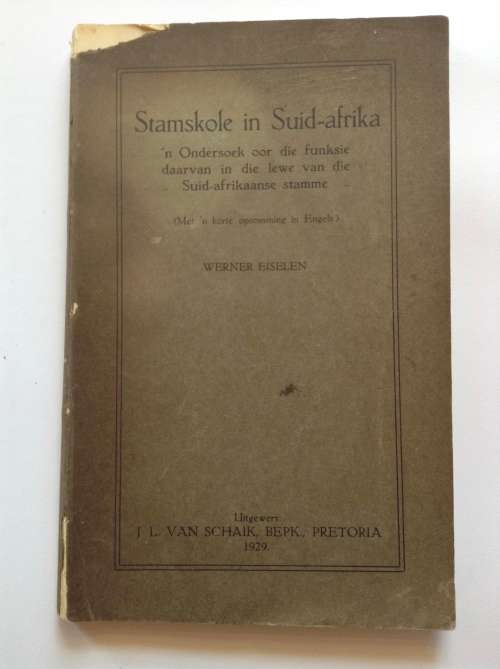 Stamskole in Suid-afrika
'n Ondersoek oor die funksie
daarvan in die lewe van die
Suid-afrikaanse stamme
(Met 'n korte opsomming in Engels)
WERNER EISELEN
Uitgewers:
J. L. VAN SCHAIK, BEPK., PRETORIA
1929.